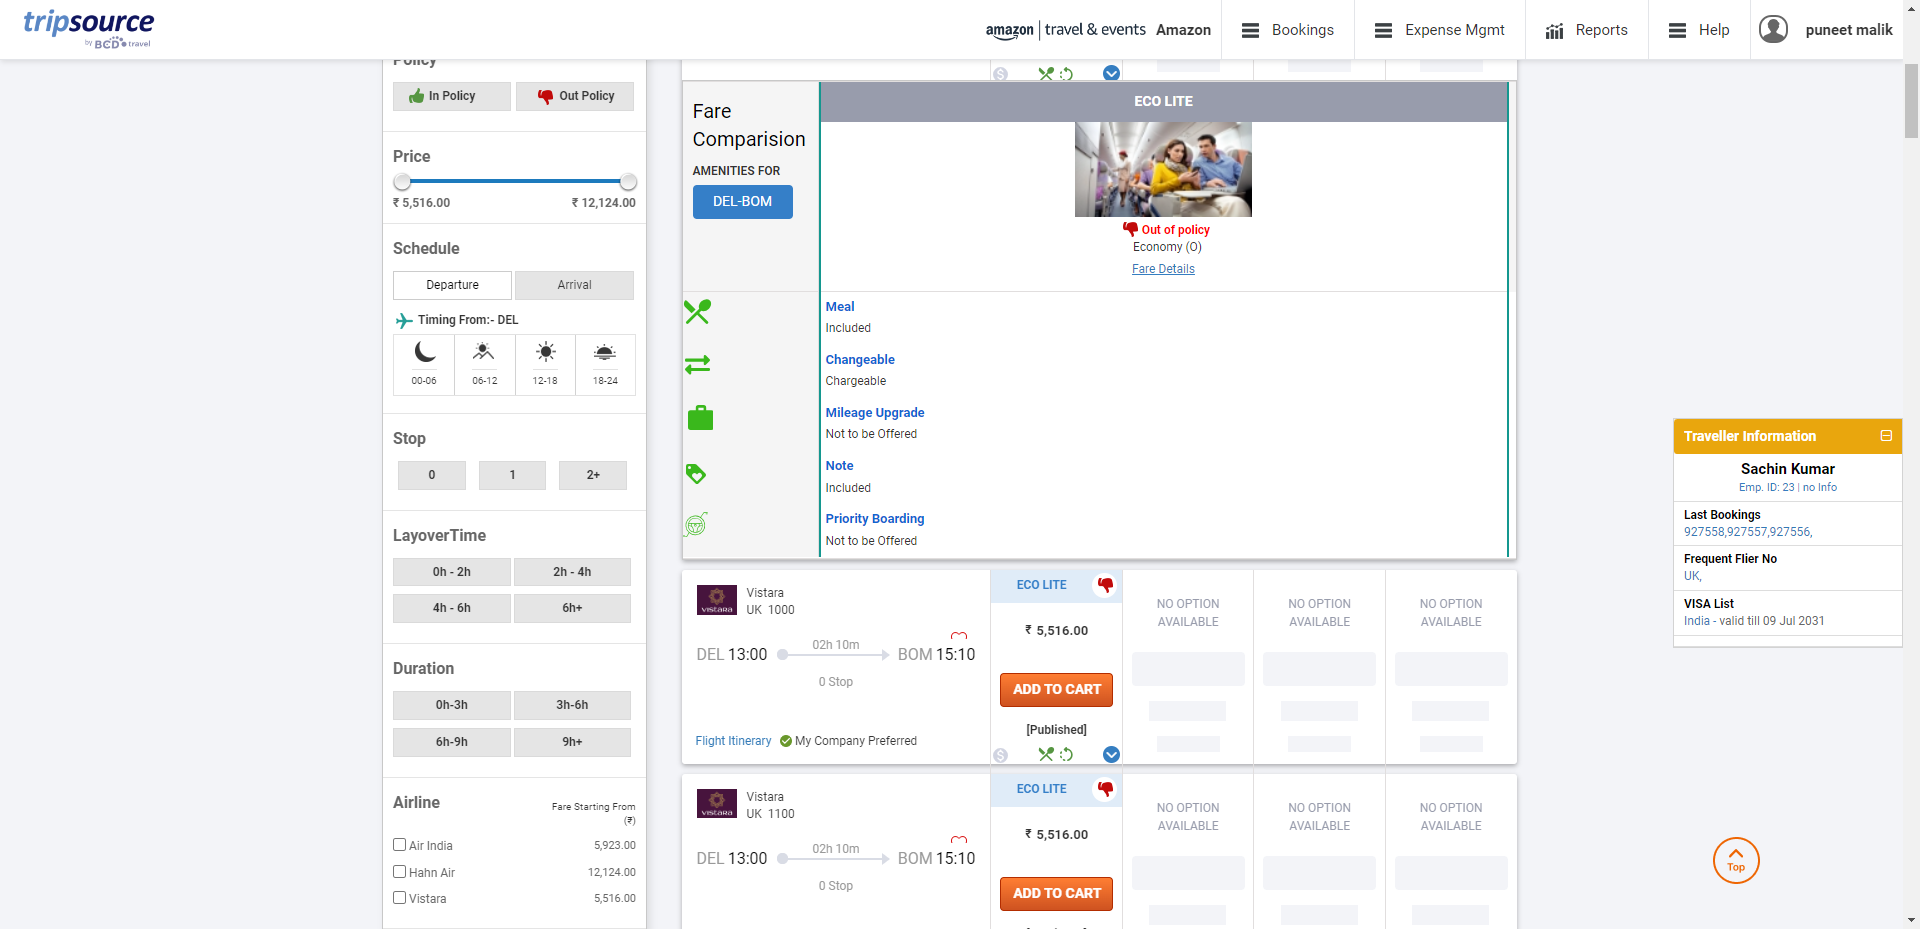 tripsource
by BCD travel
amazon | travel & events Amazon
Bookings
Expense Mgmt
Reports
Help
puneet malik
Policy
In Policy
Out Policy
Price
₹ 5,516.00
₹ 12,124.00
Schedule
Departure
Arrival
Timing From:- DEL
00-06
06-12
12-18
18-24
Stop
0
1
2+
LayoverTime
0h - 2h
2h - 4h
4h - 6h
6h+
Duration
0h-3h
3h-6h
6h-9h
9h+
Airline
Fare Starting From
(₹)
Air India 5,923.00
Hahn Air 12,124.00
Vistara 5,516.00
Fare
Comparision
AMENITIES FOR
DEL-BOM
ECO LITE
Out of policy
Economy (O)
Fare Details
Meal
Included
Changeable
Chargeable
Mileage Upgrade
Not to be Offered
Note
Included
Priority Boarding
Not to be Offered
VISTARA
Vistara
UK 1000
DEL 13:00
02h 10m
BOM 15:10
0 Stop
Flight Itinerary
My Company Preferred
ECO LITE
₹ 5,516.00
ADD TO CART
[Published]
NO OPTION
AVAILABLE
NO OPTION
AVAILABLE
NO OPTION
AVAILABLE
VISTARA
Vistara
UK 1100
DEL 13:00
02h 10m
BOM 15:10
0 Stop
ECO LITE
₹ 5,516.00
ADD TO CART
NO OPTION
AVAILABLE
NO OPTION
AVAILABLE
NO OPTION
AVAILABLE
Traveller Information
Sachin Kumar
Emp. ID: 23 | no Info
Last Bookings
927558,927557,927556,
Frequent Flier No
UK,
VISA List
India - valid till 09 Jul 2031
Top